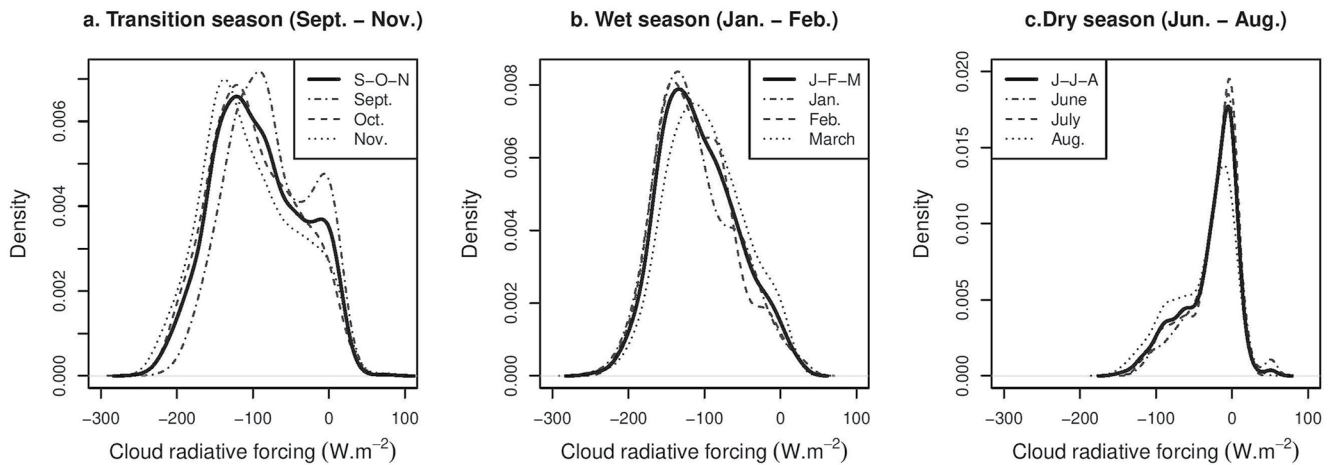 a. Transition season (Sept. − Nov.)
Density
0.000
0.002
0.004
0.006
−300
−200
−100
0
100
Cloud radiative forcing (W.m−2)
S−O−N
Sept.
Oct.
Nov.
b. Wet season (Jan. − Feb.)
Density
0.000
0.002
0.004
0.006
0.008
−300
−200
−100
0
100
Cloud radiative forcing (W.m−2)
J−F−M
Jan.
Feb.
March
c.Dry season (Jun. − Aug.)
Density
0.000
0.005
0.010
0.015
0.020
−300
−200
−100
0
100
Cloud radiative forcing (W.m−2)
J−J−A
June
July
Aug.